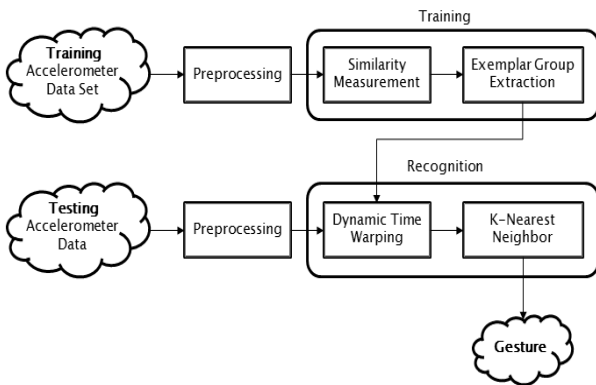 Training
Training
Accelerometer
Data Set
Preprocessing
Similarity
Measurement
Exemplar Group
Extraction
Recognition
Testing
Accelerometer
Data
Preprocessing
Dynamic Time
Warping
K-Nearest
Neighbor
Gesture